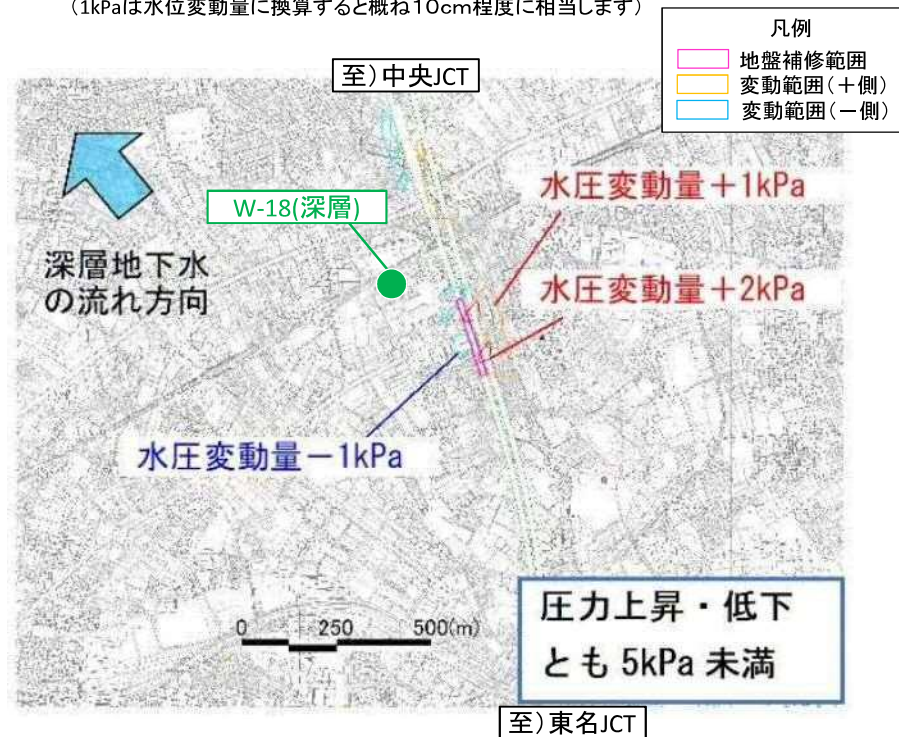 （1kPaは水位変動量に換算すると概ね10cm程度に相当します）
凡例
地盤補修範囲
変動範囲（＋側）
変動範囲（－側）
至）中央JCT
水圧変動量＋1kPa
W-18(深層)
深層地下水
の流れ方向
水圧変動量＋2kPa
水圧変動量－1kPa
0 250 500(m)
圧力上昇・低下
とも 5kPa 未満
至）東名JCT